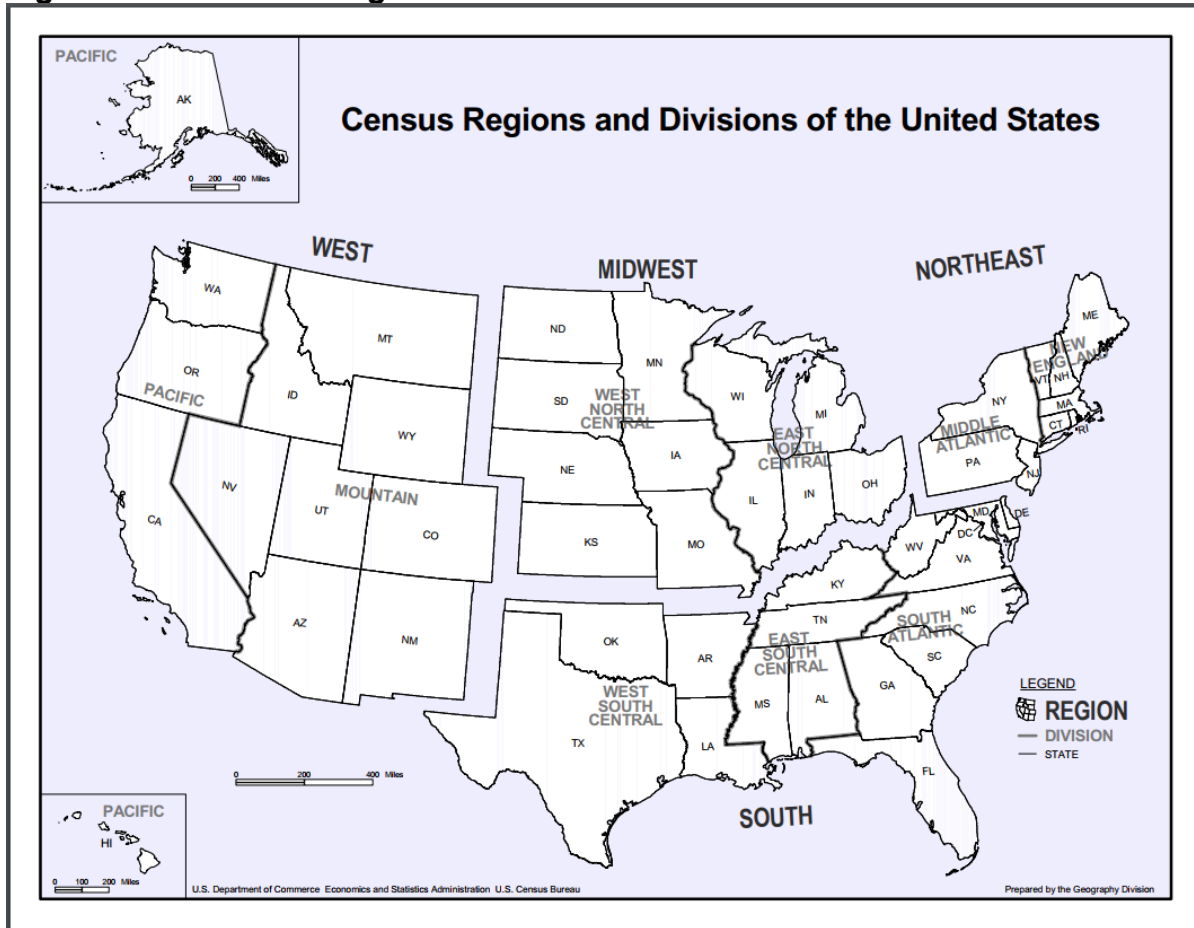 PACIFIC
AK
0 200 400 Miles
Census Regions and Divisions of the United States
WEST
MIDWEST
NORTHEAST
WA
MT
ND
MN
ME
OR
ID
SD
WI
MI
NY
VT
NH
NEW
ENGLAND
PACIFIC
WY
WEST
NORTH
CENTRAL
MA
CT
RI
MIDDLE
ATLANTIC
EAST
NORTH
CENTRAL
IA
NE
PA
NJ
NV
UT
MOUNTAIN
CO
CA
IL
IN
OH
KS
MO
MD
DE
DC
WV
VA
KY
AZ
NM
OK
AR
TN
NC
SOUTH
ATLANTIC
EAST
SOUTH
CENTRAL
SC
WEST
SOUTH
CENTRAL
MS
AL
GA
TX
LA
FL
LEGEND
REGION
DIVISION
STATE
0 200 400 Miles
SOUTH
PACIFIC
HI
0 100 200 Miles
U.S. Department of Commerce Economics and Statistics Administration U.S. Census Bureau
Prepared by the Geography Division